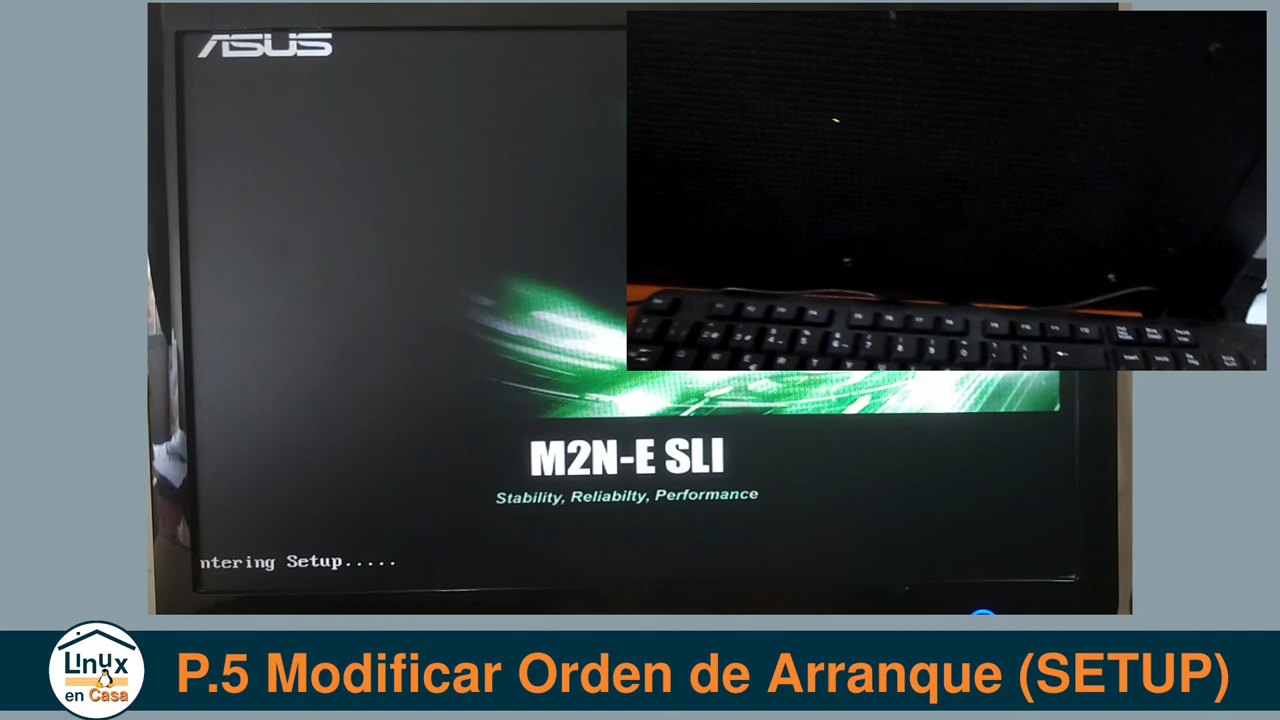 ASUS
M2N-E SLI
Stability, Reliabilty, Performance
ntering Setup.....
Linux
en Casa
P.5 Modificar Orden de Arranque (SETUP)